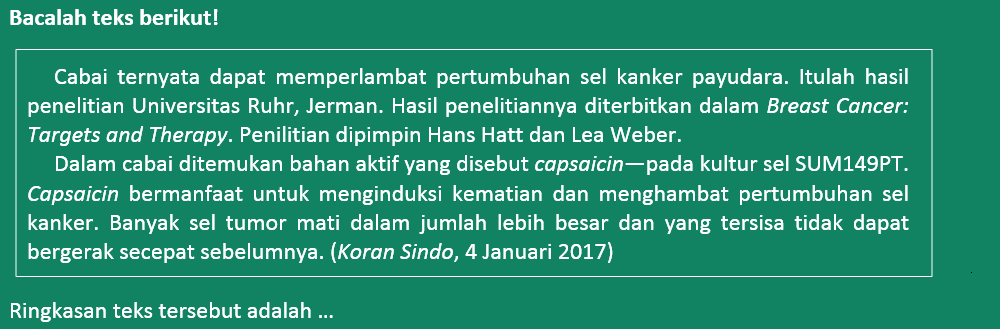 Bacalah teks berikut!
Cabai ternyata dapat memperlambat pertumbuhan sel kanker payudara. Itulah hasil
penelitian Universitas Ruhr, Jerman. Hasil penelitiannya diterbitkan dalam Breast Cancer:
Targets and Therapy. Penilitian dipimpin Hans Hatt dan Lea Weber.
Dalam cabai ditemukan bahan aktif yang disebut capsaicin—pada kultur sel SUM149PT.
Capsaicin bermanfaat untuk menginduksi kematian dan menghambat pertumbuhan sel
kanker. Banyak sel tumor mati dalam jumlah lebih besar dan yang tersisa tidak dapat
bergerak secepat sebelumnya. (Koran Sindo, 4 Januari 2017)
Ringkasan teks tersebut adalah ...